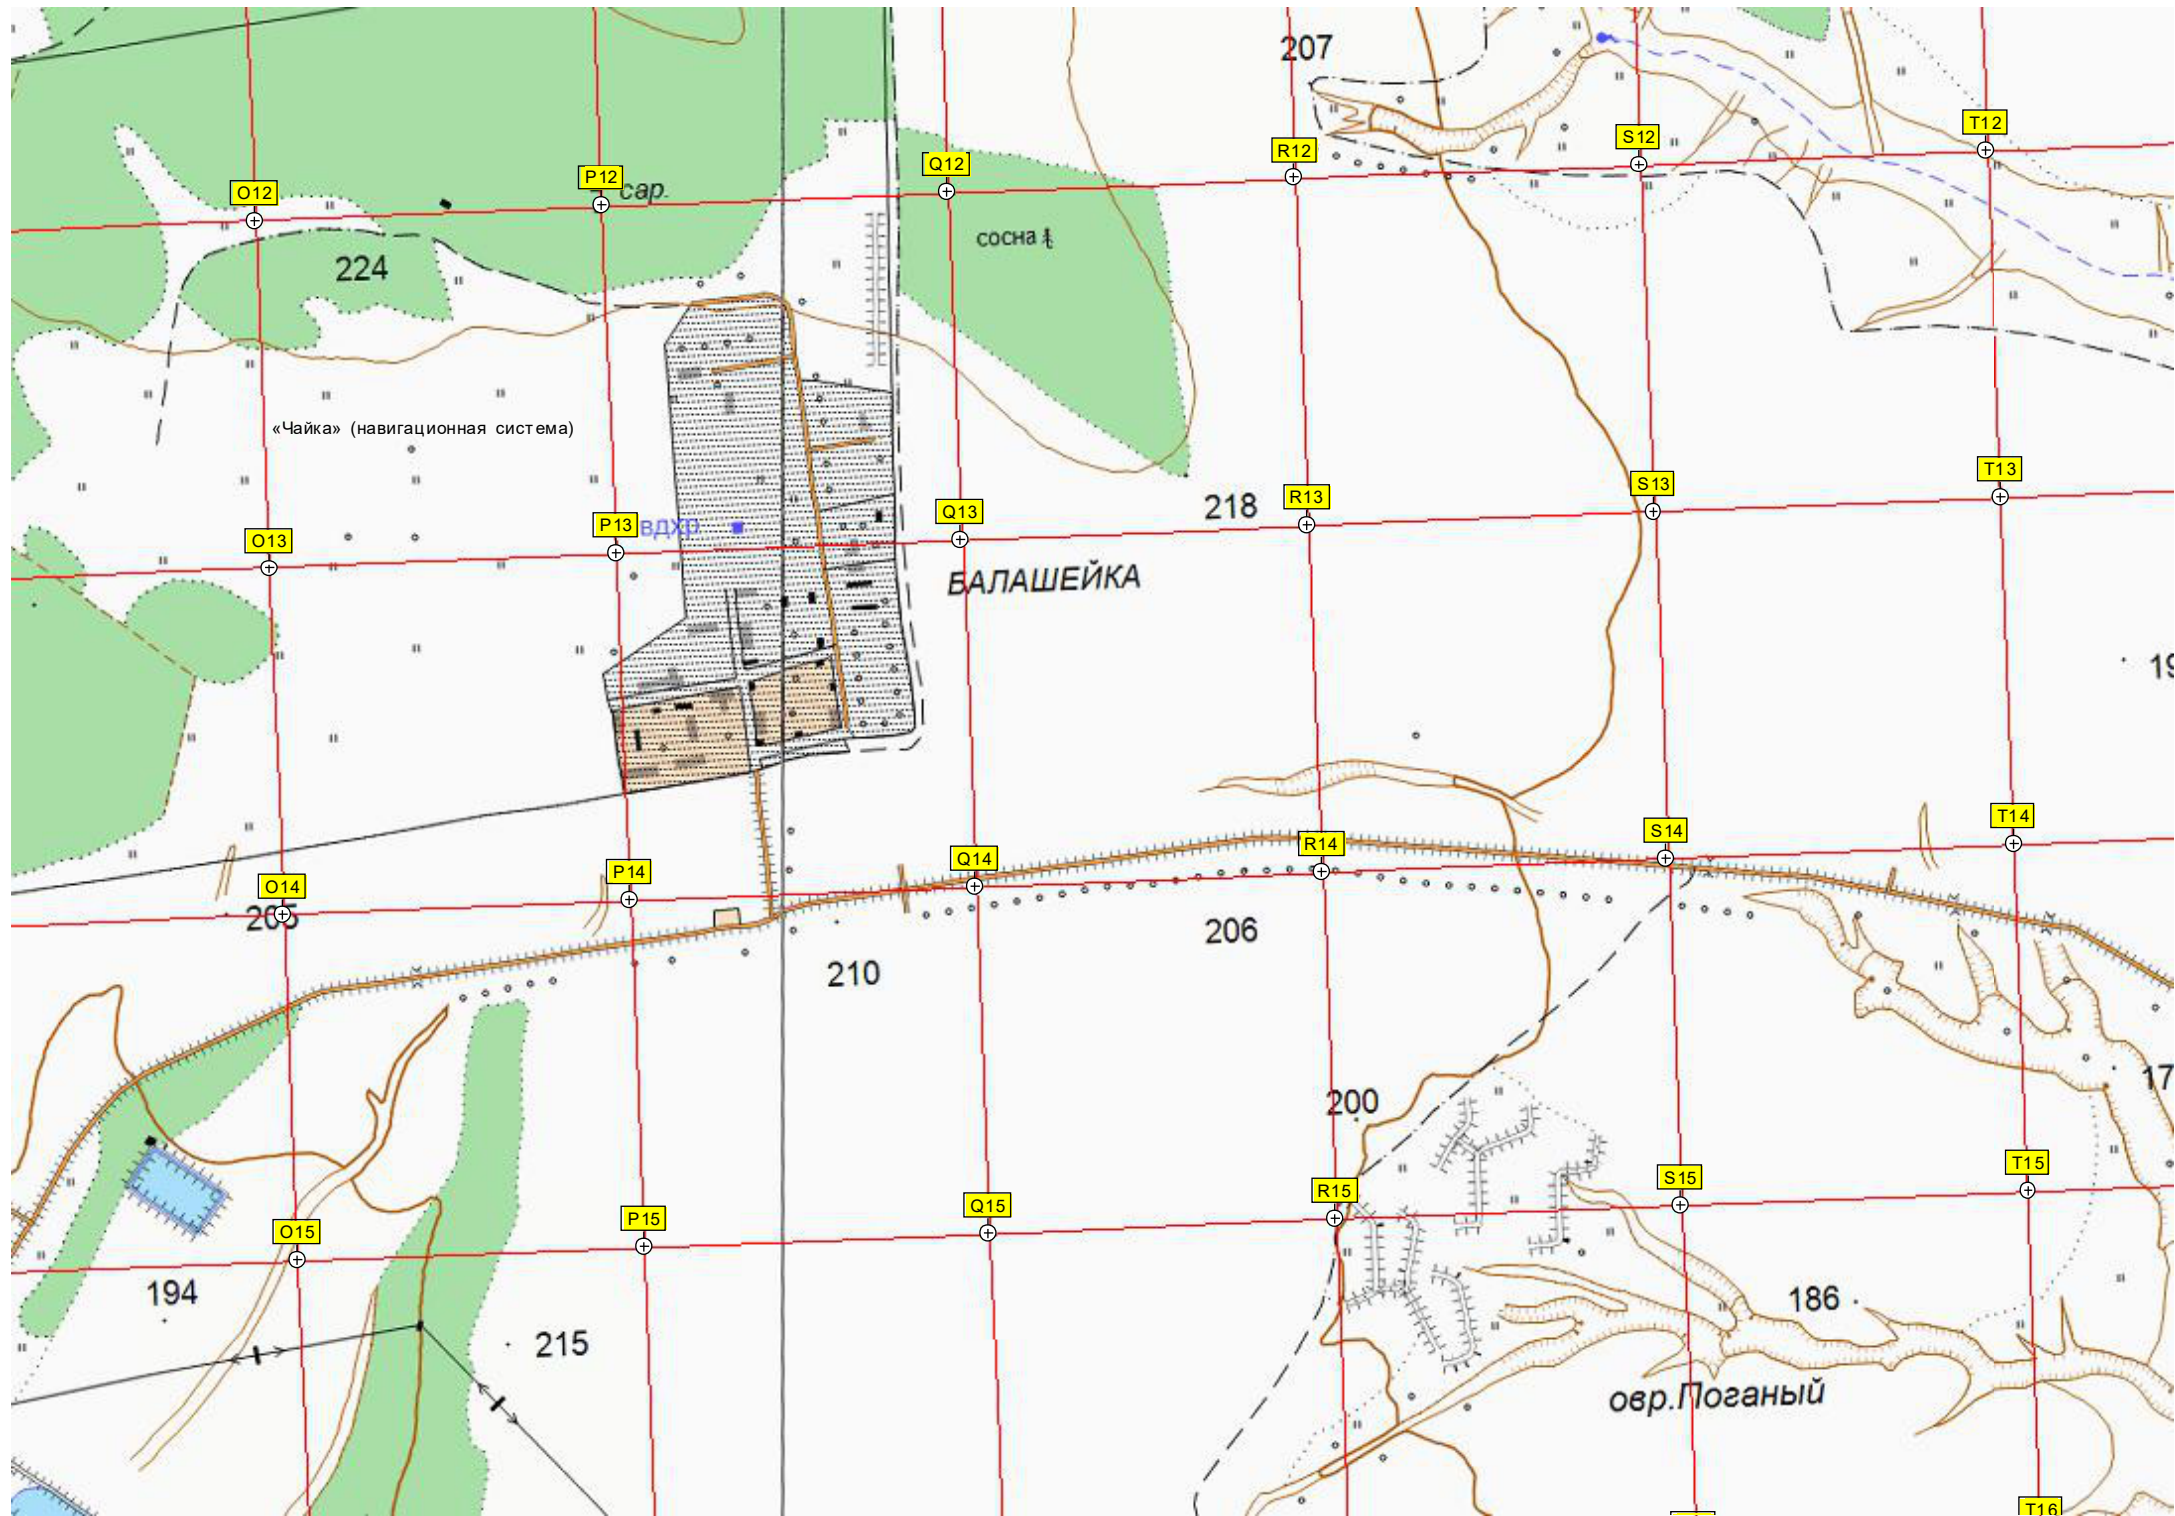 207
T12
S12
R12
Q12
P12
сар.
O12
сосна
224
«Чайка» (навигационная система)
T13
S13
R13
218
Q13
P13
вдхр.
O13
БАЛАШЕЙКА
T14
S14
R14
Q14
P14
O14
205
206
210
200
T15
S15
R15
Q15
P15
O15
194
186
215
овр.Поганый
T16